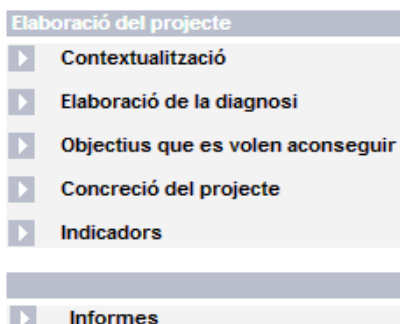 Elaboració del projecte
Contextualització
Elaboració de la diagnosi
Objectius que es volen aconseguir
Concreció del projecte
Indicadors
Informes